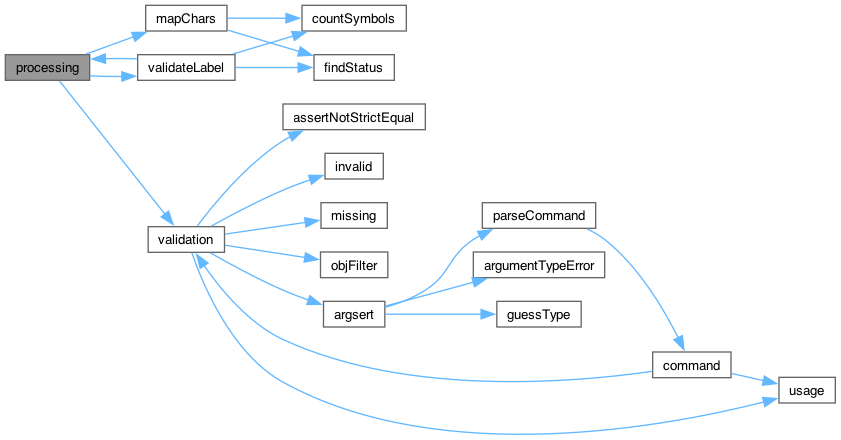 mapChars
countSymbols
processing
validateLabel
findStatus
assertNotStrictEqual
invalid
missing
parseCommand
validation
objFilter
argumentTypeError
argsert
guessType
command
usage